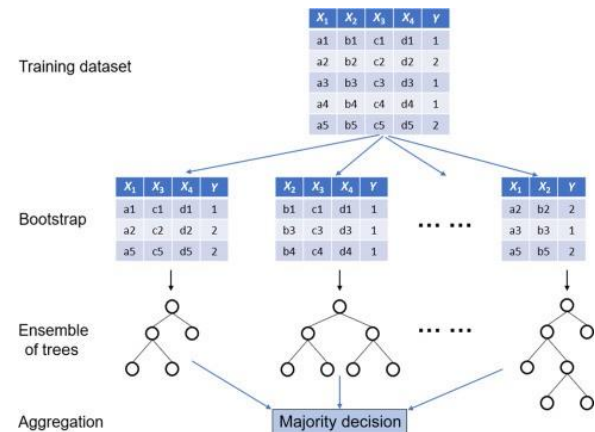 X1 X2 X3 X4 Y
a1 b1 c1 d1 1
a2 b2 c2 d2 2
a3 b3 c3 d3 1
a4 b4 c4 d4 1
a5 b5 c5 d5 2
Training dataset
X1 X3 X4 Y
a1 c1 d1 1
a2 c2 d2 2
a5 c5 d5 2
X2 X3 X4 Y
b1 c1 d1 1
b3 c3 d3 1
b4 c4 d4 1
... ...
X1 X2 Y
a2 b2 2
a3 b3 1
a5 b5 2
Bootstrap
Ensemble
of trees
... ...
Aggregation
Majority decision